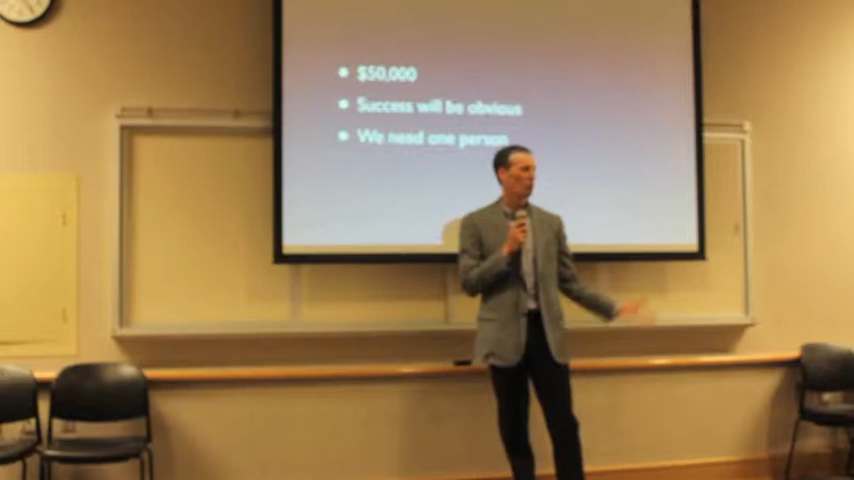 • $50,000
• Success will be obvious
• We need one person